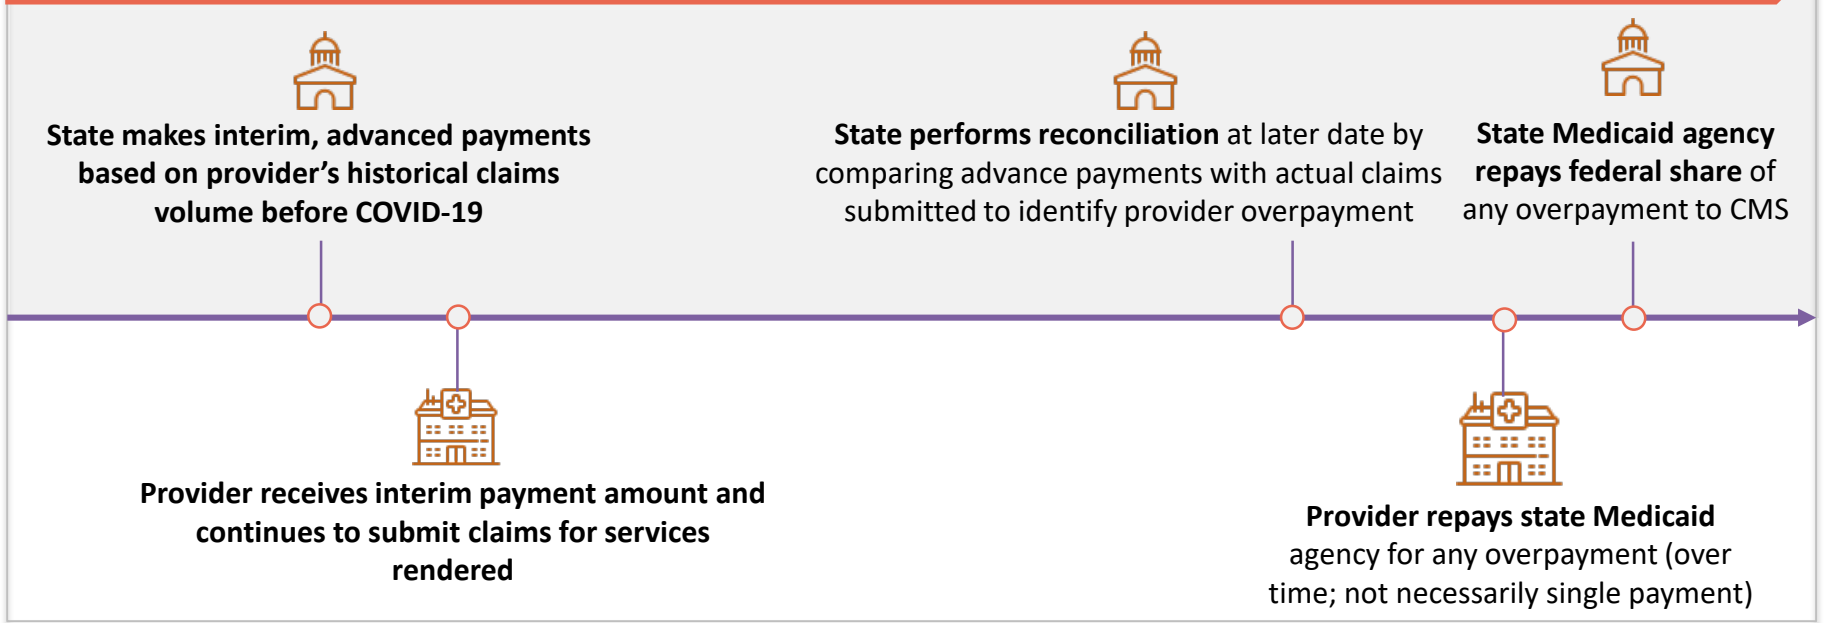 State makes interim, advanced payments
based on provider’s historical claims
volume before COVID-19
State performs reconciliation at later date by
comparing advance payments with actual claims
submitted to identify provider overpayment
State Medicaid agency
repays federal share of
any overpayment to CMS
Provider receives interim payment amount and
continues to submit claims for services
rendered
Provider repays state Medicaid
agency for any overpayment (over
time; not necessarily single payment)